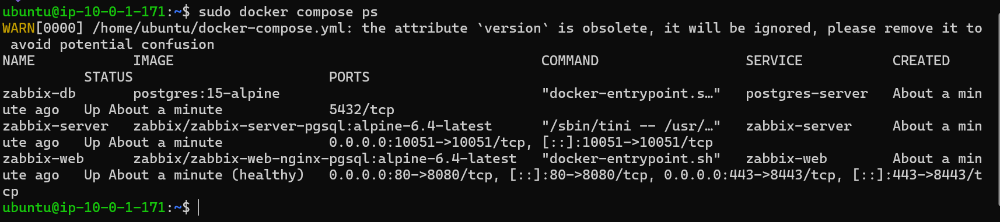 ubuntu@ip-10-0-1-171:~$ sudo docker compose ps
WARN[0000] /home/ubuntu/docker-compose.yml: the attribute `version` is obsolete, it will be ignored, please remove it to
 avoid potential confusion
NAME            IMAGE                                             COMMAND                  SERVICE           CREATED
          STATUS                        PORTS
zabbix-db       postgres:15-alpine                                "docker-entrypoint.s…"   postgres-server   About a min
ute ago   Up About a minute             5432/tcp
zabbix-server   zabbix/zabbix-server-pgsql:alpine-6.4-latest      "/sbin/tini -- /usr/…"   zabbix-server     About a min
ute ago   Up About a minute             0.0.0.0:10051->10051/tcp, [::]:10051->10051/tcp
zabbix-web      zabbix/zabbix-web-nginx-pgsql:alpine-6.4-latest   "docker-entrypoint.sh"   zabbix-web        About a min
ute ago   Up About a minute (healthy)   0.0.0.0:80->8080/tcp, [::]:80->8080/tcp, 0.0.0.0:443->8443/tcp, [::]:443->8443/t
cp
ubuntu@ip-10-0-1-171:~$